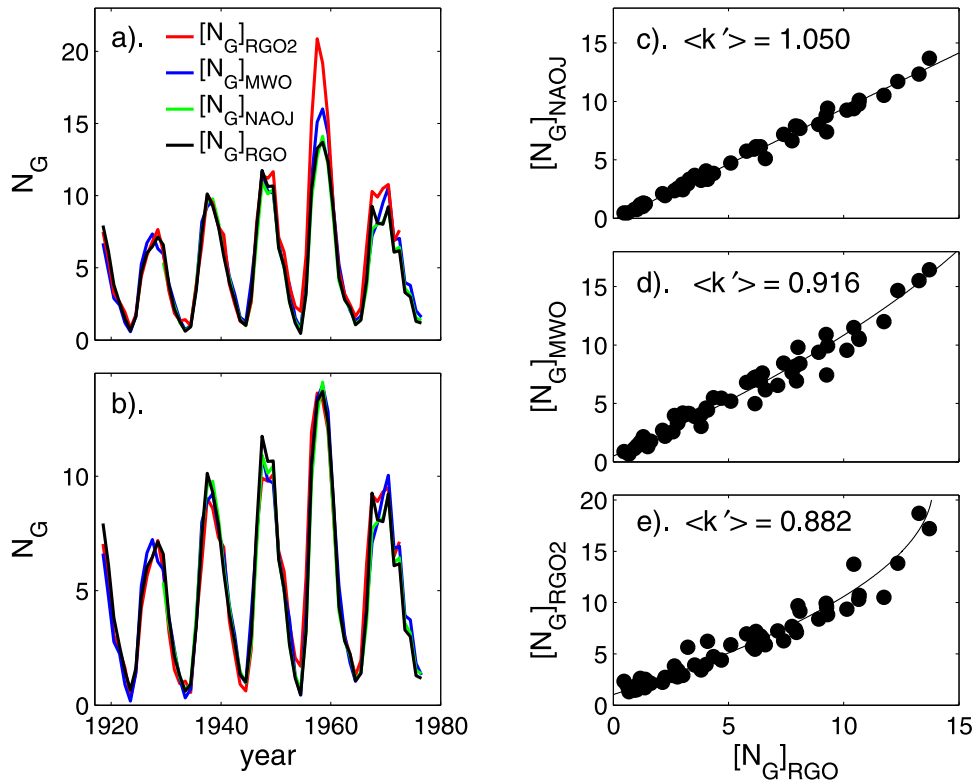 a).
[N_G]_RGO2
[N_G]_MWO
[N_G]_NAOJ
[N_G]_RGO
20
15
10
5
0
N_G
b).
10
5
0
N_G
1920 1940 1960 1980
year
c). <k′> = 1.050
15
10
5
0
[N_G]_NAOJ
d). <k′> = 0.916
15
10
5
0
[N_G]_MWO
e). <k′> = 0.882
20
15
10
5
0
[N_G]_RGO2
0 5 10 15
[N_G]_RGO